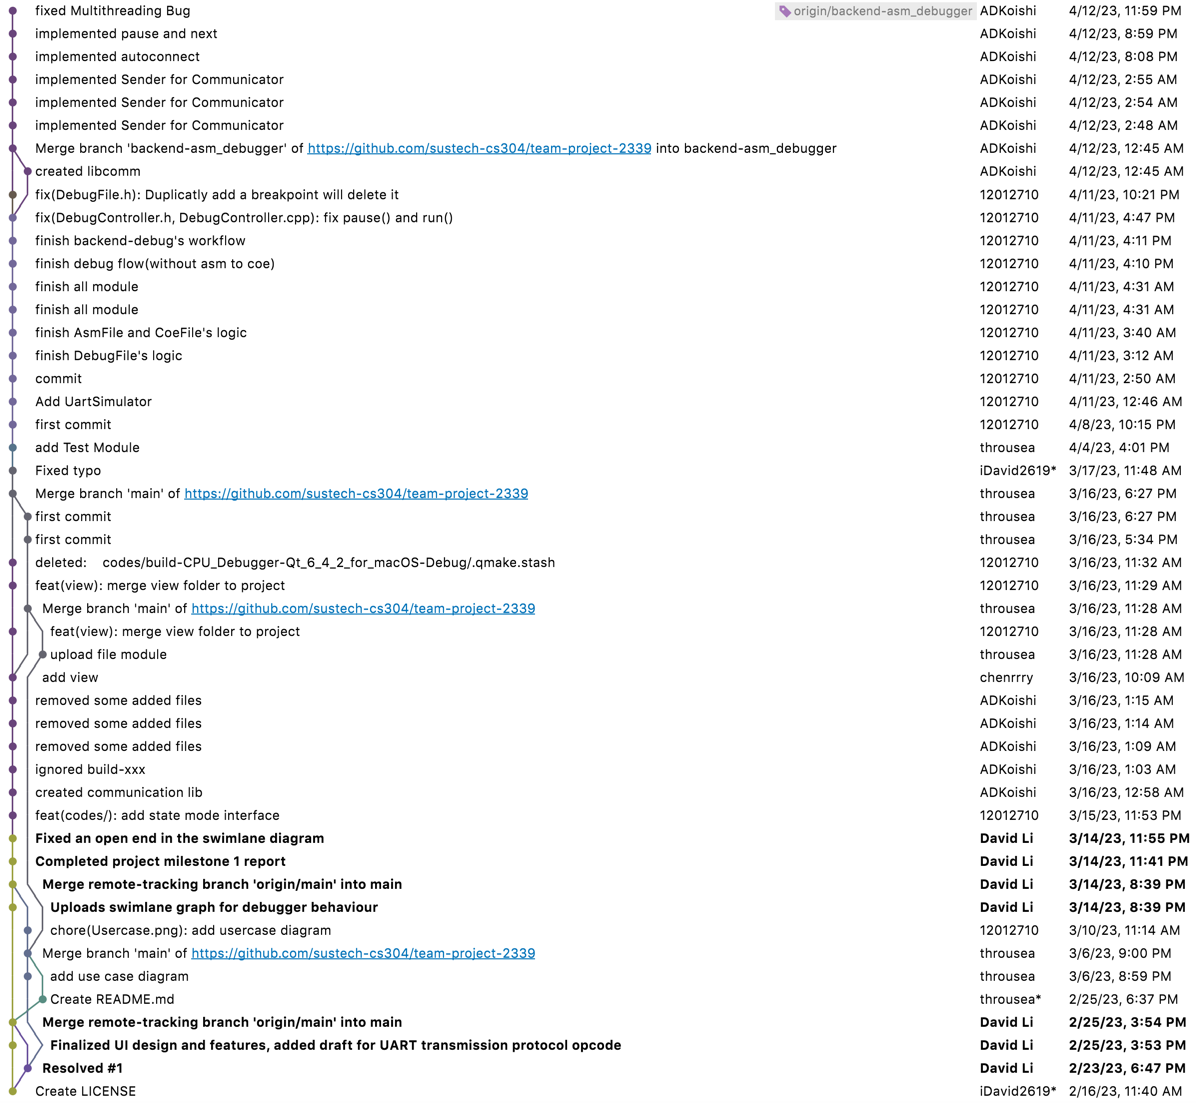 fixed Multithreading Bug origin/backend-asm_debugger ADKoishi 4/12/23, 11:59 PM
implemented pause and next ADKoishi 4/12/23, 8:59 PM
implemented autoconnect ADKoishi 4/12/23, 8:08 PM
implemented Sender for Communicator ADKoishi 4/12/23, 2:55 AM
implemented Sender for Communicator ADKoishi 4/12/23, 2:54 AM
implemented Sender for Communicator ADKoishi 4/12/23, 2:48 AM
Merge branch 'backend-asm_debugger' of https://github.com/sustech-cs304/team-project-2339 into backend-asm_debugger ADKoishi 4/12/23, 12:45 AM
created libcomm ADKoishi 4/12/23, 12:45 AM
fix(DebugFile.h): Duplicatly add a breakpoint will delete it 12012710 4/11/23, 10:21 PM
fix(DebugController.h, DebugController.cpp): fix pause() and run() 12012710 4/11/23, 4:47 PM
finish backend-debug's workflow 12012710 4/11/23, 4:11 PM
finish debug flow(without asm to coe) 12012710 4/11/23, 4:10 PM
finish all module 12012710 4/11/23, 4:31 AM
finish all module 12012710 4/11/23, 4:31 AM
finish AsmFile and CoeFile's logic 12012710 4/11/23, 3:40 AM
finish DebugFile's logic 12012710 4/11/23, 3:12 AM
commit 12012710 4/11/23, 2:50 AM
Add UartSimulator 12012710 4/11/23, 12:46 AM
first commit 12012710 4/8/23, 10:15 PM
add Test Module throusea 4/4/23, 4:01 PM
Fixed typo iDavid2619* 3/17/23, 11:48 AM
Merge branch 'main' of https://github.com/sustech-cs304/team-project-2339 throusea 3/16/23, 6:27 PM
first commit throusea 3/16/23, 6:27 PM
first commit throusea 3/16/23, 5:34 PM
deleted: codes/build-CPU_Debugger-Qt_6_4_2_for_macOS-Debug/.qmake.stash 12012710 3/16/23, 11:32 AM
feat(view): merge view folder to project 12012710 3/16/23, 11:29 AM
Merge branch 'main' of https://github.com/sustech-cs304/team-project-2339 throusea 3/16/23, 11:28 AM
feat(view): merge view folder to project 12012710 3/16/23, 11:28 AM
upload file module throusea 3/16/23, 11:28 AM
add view chenrrry 3/16/23, 10:09 AM
removed some added files ADKoishi 3/16/23, 1:15 AM
removed some added files ADKoishi 3/16/23, 1:14 AM
removed some added files ADKoishi 3/16/23, 1:09 AM
ignored build-xxx ADKoishi 3/16/23, 1:03 AM
created communication lib ADKoishi 3/16/23, 12:58 AM
feat(codes/): add state mode interface 12012710 3/15/23, 11:53 PM
Fixed an open end in the swimlane diagram David Li 3/14/23, 11:55 PM
Completed project milestone 1 report David Li 3/14/23, 11:41 PM
Merge remote-tracking branch 'origin/main' into main David Li 3/14/23, 8:39 PM
Uploads swimlane graph for debugger behaviour David Li 3/14/23, 8:39 PM
chore(Usercase.png): add usercase diagram 12012710 3/10/23, 11:14 AM
Merge branch 'main' of https://github.com/sustech-cs304/team-project-2339 throusea 3/6/23, 9:00 PM
add use case diagram throusea 3/6/23, 8:59 PM
Create README.md throusea* 2/25/23, 6:37 PM
Merge remote-tracking branch 'origin/main' into main David Li 2/25/23, 3:54 PM
Finalized UI design and features, added draft for UART transmission protocol opcode David Li 2/25/23, 3:53 PM
Resolved #1 David Li 2/23/23, 6:47 PM
Create LICENSE iDavid2619* 2/16/23, 11:40 AM